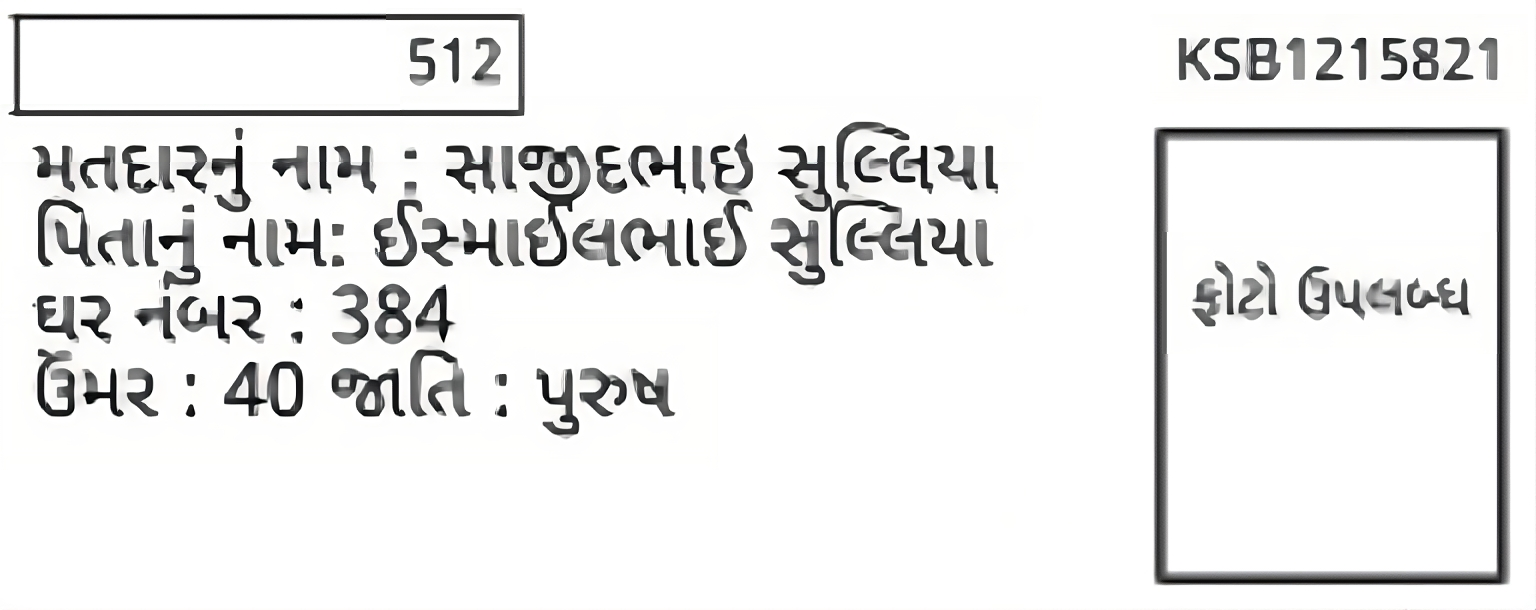 512
KSB1215821
મતદારનું નામ : સાજીદભાઇ સુલ્લિયા
પિતાનું નામ: ઈસ્માઈલભાઈ સુલ્લિયા
ઘર નંબર : 384
ઉંમર : 40 જાતિ : પુરુષ
ફોટો ઉપલબ્ધ